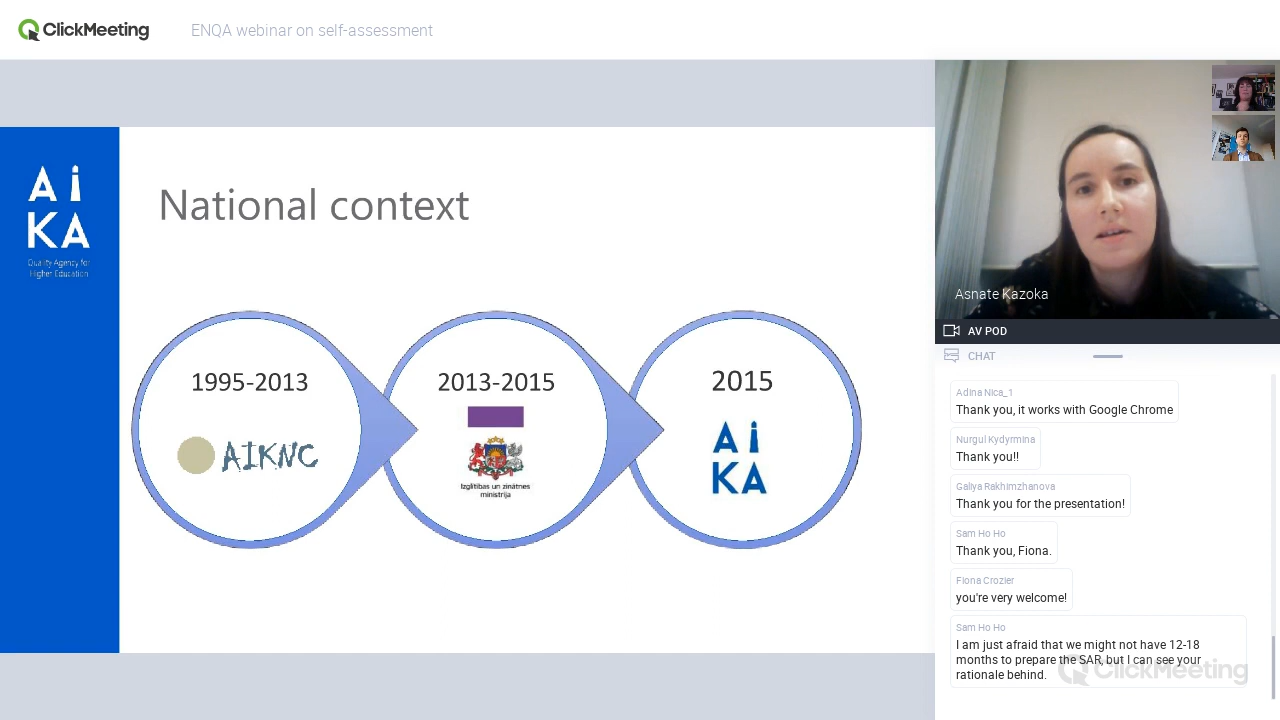 ClickMeeting
ENQA webinar on self-assessment
AiKA
Quality Agency for
Higher Education
National context
1995-2013
AIKNC
2013-2015
Izglītības un zinātnes
ministrija
2015
AiKA
Asnate Kazoka
AV POD
CHAT
Adina Nica_1
Thank you, it works with Google Chrome
Nurgul Kydyrmina
Thank you!!
Galiya Rakhimzhanova
Thank you for the presentation!
Sam Ho Ho
Thank you, Fiona.
Fiona Crozier
you're very welcome!
Sam Ho Ho
I am just afraid that we might not have 12-18
months to prepare the SAR, but I can see your
rationale behind.
ClickMeeting